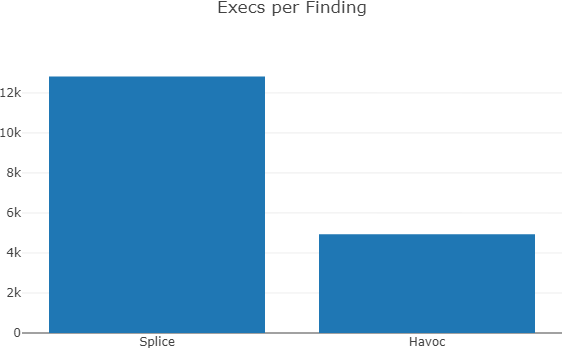 Execs per Finding
12k
10k
8k
6k
4k
2k
0
Splice Havoc